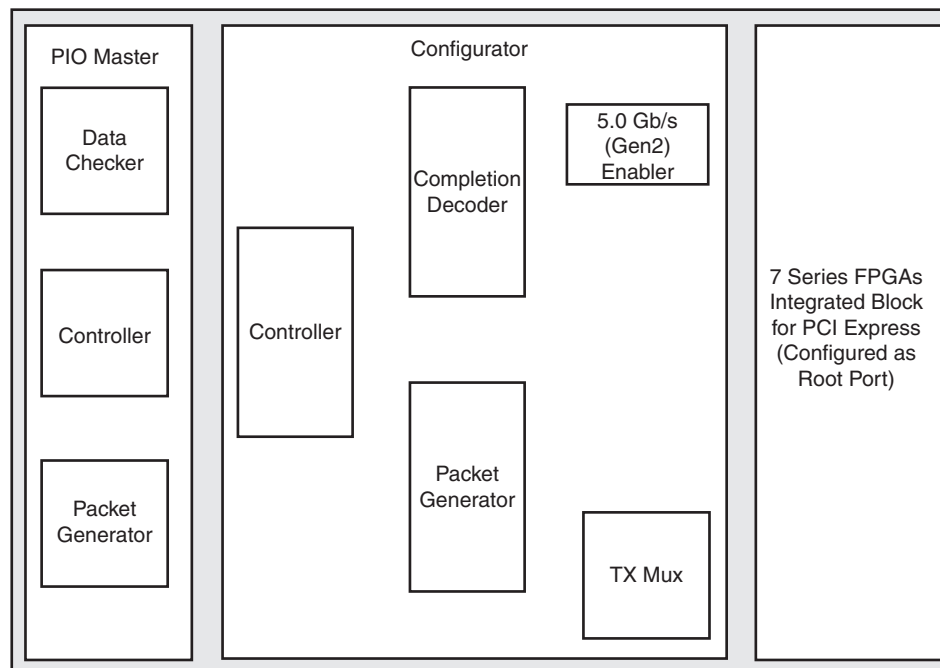 PIO Master
Data
Checker
Controller
Packet
Generator
Configurator
Controller
Completion
Decoder
Packet
Generator
5.0 Gb/s
(Gen2)
Enabler
TX Mux
7 Series FPGAs
Integrated Block
for PCI Express
(Configured as
Root Port)